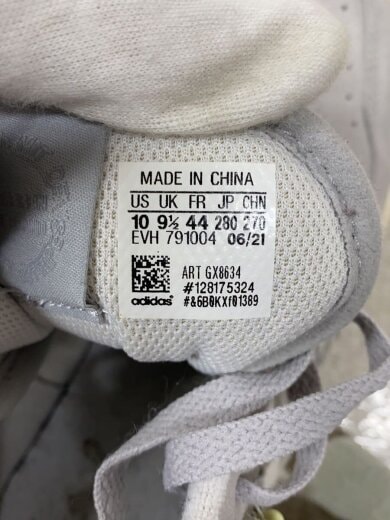 MADE IN CHINA
US UK FR JP CHN
10 9½ 44 280 270
EVH 791004 06/21
ART GX8634
#128175324
adidas #&6B0KXf01389